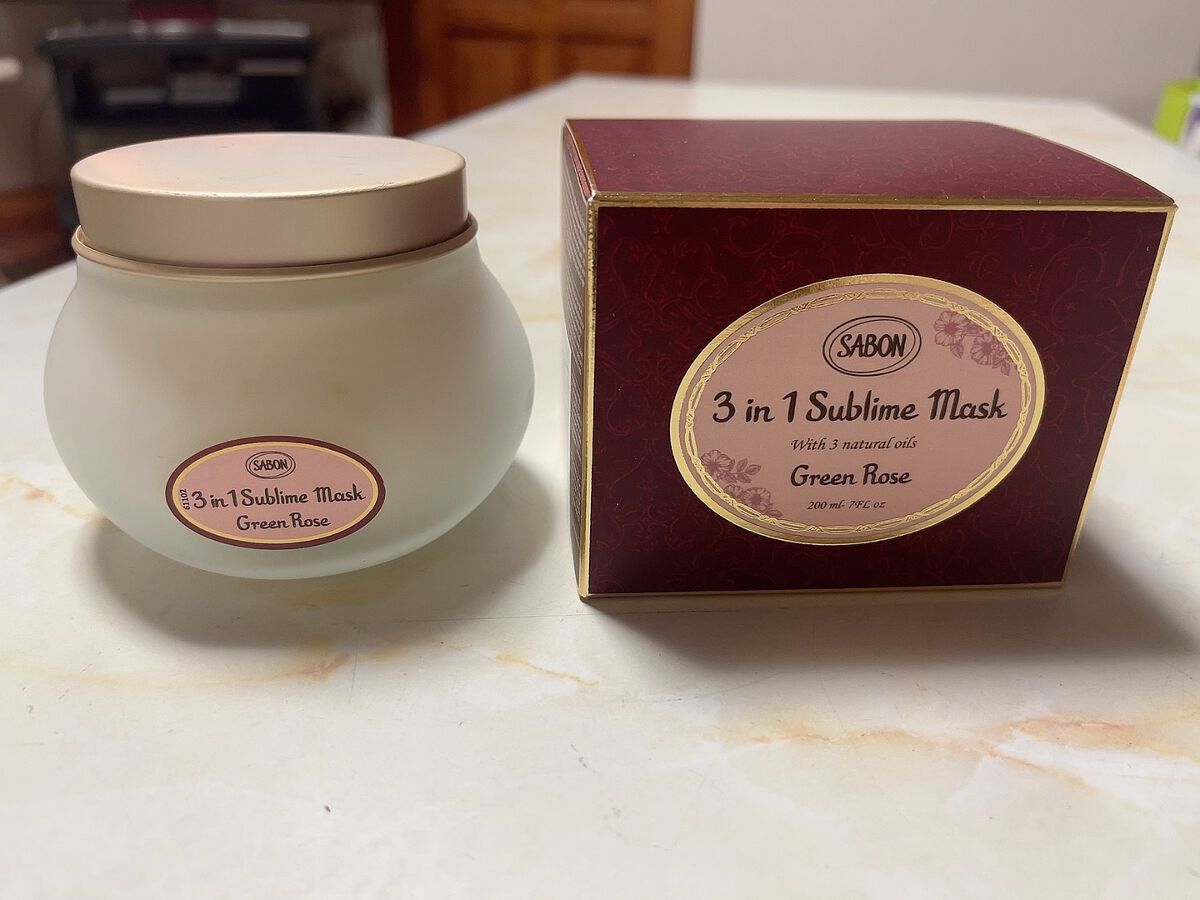 SABON
3 in 1 Sublime Mask
Green Rose
61102
SABON
3 in 1 Sublime Mask
With 3 natural oils
Green Rose
200 ml- 7FL oz